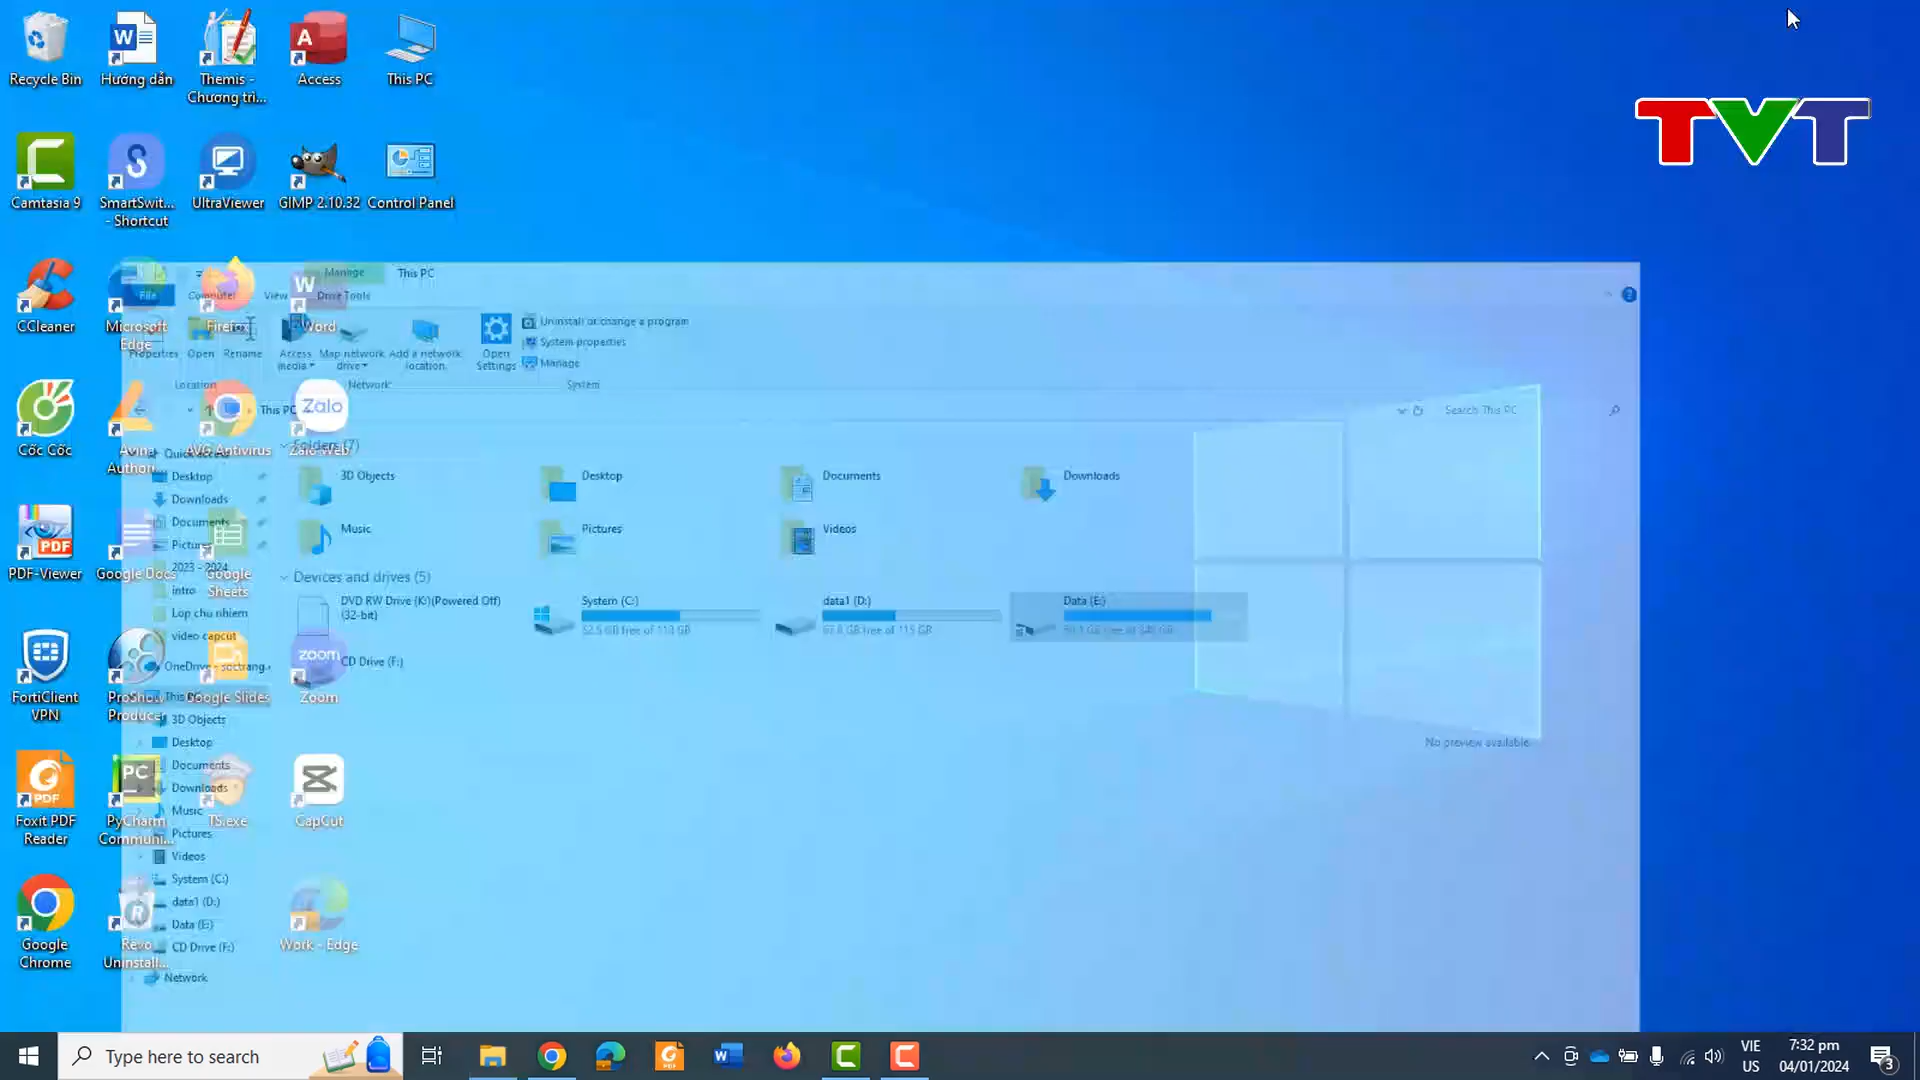 Recycle Bin
Hướng dẫn
Themis -
Chương trì...
Access
This PC
TVT
Camtasia 9
SmartSwit...
- Shortcut
UltraViewer
GIMP 2.10.32
Control Panel
CCleaner
Microsoft
Edge
Firefox
Word
Manage
This PC
File
Computer
View
Drive Tools
Properties
Open
Rename
Access
media
Map network
drive
Add a network
location
Open
Settings
Uninstall or change a program
System properties
Manage
Location
Network
System
Cốc Cốc
Avina
Author...
AVG Antivirus
Zalo
Zalo Web
This PC
Search This PC
Folders (7)
3D Objects
Desktop
Documents
Downloads
Music
Pictures
Videos
Devices and drives (5)
DVD RW Drive (K:)(Powered Off)
(32-bit)
System (C:)
52.5 GB free of 118 GB
data1 (D:)
67.8 GB free of 115 GB
Data (E:)
CD Drive (F:)
No preview available.
Quick access
Desktop
Downloads
Documents
Pictures
2023 - 2024
intro
Lop chu nhiem
video capcut
OneDrive - soctrang.
This PC
3D Objects
Desktop
Documents
Downloads
Music
Pictures
Videos
System (C:)
data1 (D:)
Data (E:)
CD Drive (F:)
Network
PDF
PDF-Viewer
Google Docs
Google
Sheets
FortiClient
VPN
ProShow
Producer
Google Slides
zoom
Zoom
PDF
Foxit PDF
Reader
PC
PyCharm
Communi...
TS.exe
CapCut
Google
Chrome
Revo
Uninstall...
Work - Edge
Type here to search
VIE
US
7:32 pm
04/01/2024
3